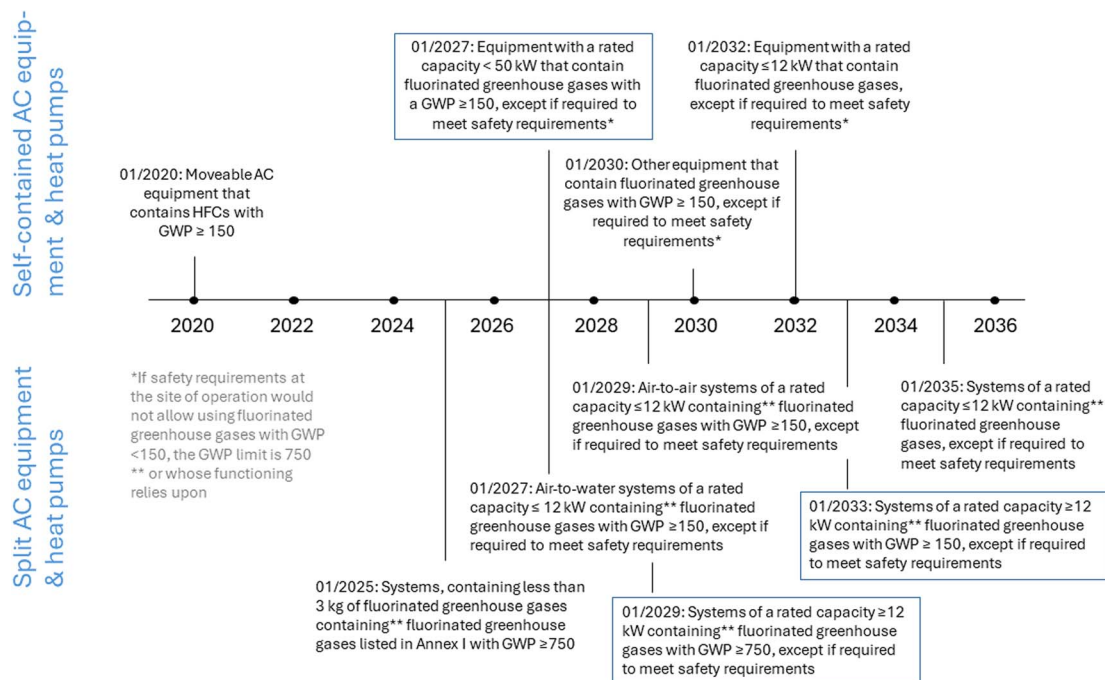 Self-contained AC equip-
ment & heat pumps
01/2027: Equipment with a rated
capacity < 50 kW that contain
fluorinated greenhouse gases with
a GWP ≥150, except if required to
meet safety requirements*
01/2032: Equipment with a rated
capacity ≤12 kW that contain
fluorinated greenhouse gases,
except if required to meet safety
requirements*
01/2020: Moveable AC
equipment that
contains HFCs with
GWP ≥ 150
01/2030: Other equipment that
contain fluorinated greenhouse
gases with GWP ≥ 150, except if
required to meet safety
requirements*
2020 2022 2024 2026 2028 2030 2032 2034 2036
Split AC equipment
& heat pumps
*If safety requirements at
the site of operation would
not allow using fluorinated
greenhouse gases with GWP
<150, the GWP limit is 750
** or whose functioning
relies upon
01/2029: Air-to-air systems of a rated
capacity ≤12 kW containing** fluorinated
greenhouse gases with GWP ≥150, except
if required to meet safety requirements
01/2035: Systems of a rated
capacity ≤12 kW containing**
fluorinated greenhouse
gases, except if required to
meet safety requirements
01/2027: Air-to-water systems of a rated
capacity ≤ 12 kW containing** fluorinated
greenhouse gases with GWP ≥150, except if
required to meet safety requirements
01/2033: Systems of a rated capacity ≥12
kW containing** fluorinated greenhouse
gases with GWP ≥ 150, except if required
to meet safety requirements
01/2025: Systems, containing less than
3 kg of fluorinated greenhouse gases
containing** fluorinated greenhouse
gases listed in Annex I with GWP ≥750
01/2029: Systems of a rated capacity ≥12
kW containing** fluorinated greenhouse
gases with GWP ≥750, except if required
to meet safety requirements